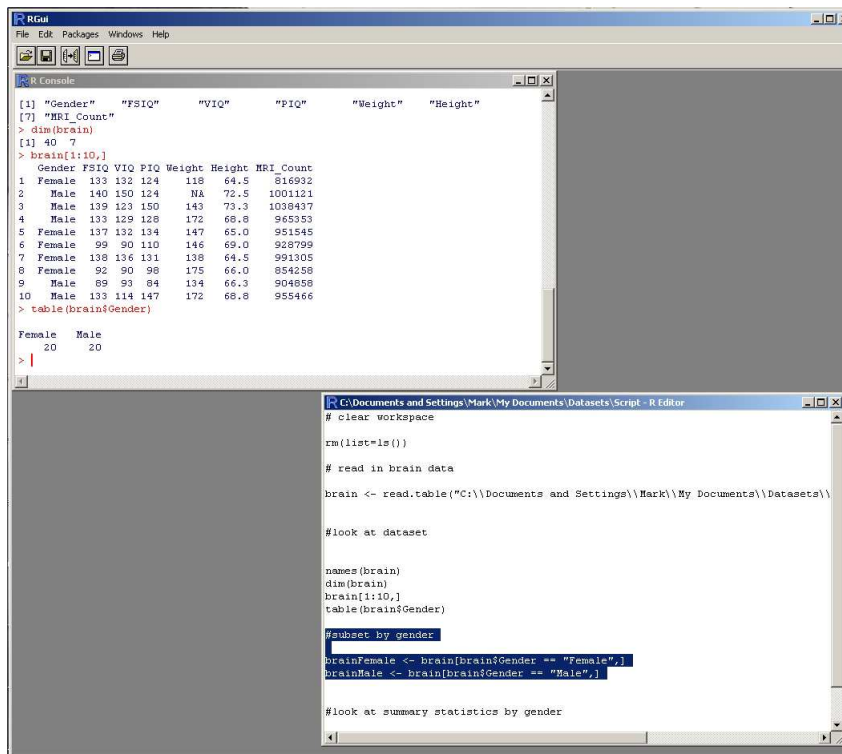 RGui
File Edit Packages Windows Help
R Console
[1] "Gender" "FSIQ" "VIQ" "PIQ" "Weight" "Height"
[7] "MRI_Count"
> dim(brain)
[1] 40 7
> brain[1:10,]
Gender FSIQ VIQ PIQ Weight Height MRI_Count
1 Female 133 132 124 118 64.5 816932
2 Male 140 150 124 NA 72.5 1001121
3 Male 139 123 150 143 73.3 1038437
4 Male 133 129 128 172 68.8 965353
5 Female 137 132 134 147 65.0 951545
6 Female 99 90 110 146 69.0 928799
7 Female 138 136 131 138 64.5 991305
8 Female 92 90 98 175 66.0 854258
9 Male 89 93 84 134 66.3 904858
10 Male 133 114 147 172 68.8 955466
> table(brain$Gender)
Female Male
20 20
>
C:\Documents and Settings\Mark\My Documents\Datasets\Script - R Editor
# clear workspace
rm(list=ls())
# read in brain data
brain <- read.table("C:\\Documents and Settings\\Mark\\My Documents\\Datasets\\
#look at dataset
names(brain)
dim(brain)
brain[1:10,]
table(brain$Gender)
#subset by gender
brainFemale <- brain[brain$Gender == "Female",]
brainMale <- brain[brain$Gender == "Male",]
#look at summary statistics by gender